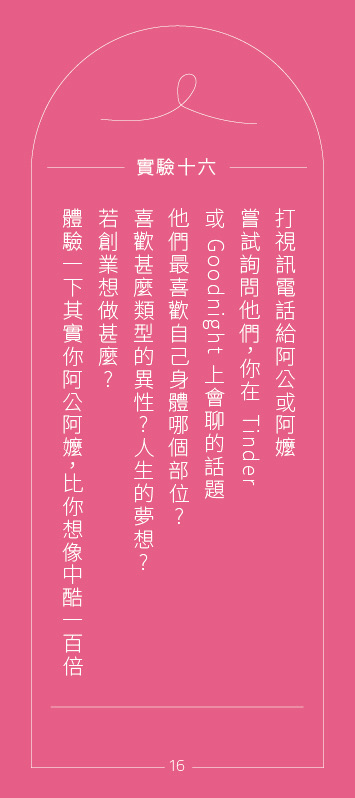 實驗十六
打視訊電話給阿公或阿嬤
嘗試詢問他們，你在 Tinder
或 Goodnight 上會聊的話題
他們最喜歡自己身體哪個部位？
喜歡甚麼類型的異性？人生的夢想？
若創業想做甚麼？
體驗一下其實你阿公阿嬤，比你想像中酷一百倍
16